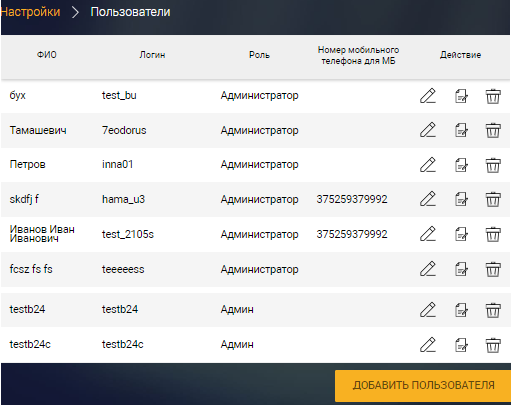 Настройки > Пользователи
ФИО Логин Роль Номер мобильного телефона для МБ Действие
бух test_bu Администратор
Тамашевич 7eodorus Администратор
Петров inna01 Администратор
skdfj f hama_u3 Администратор 375259379992
Иванов Иван Иванович test_2105s Администратор 375259379992
fcsz fs fs teeeeess Администратор
testb24 testb24 Админ
testb24c testb24c Админ
ДОБАВИТЬ ПОЛЬЗОВАТЕЛЯ